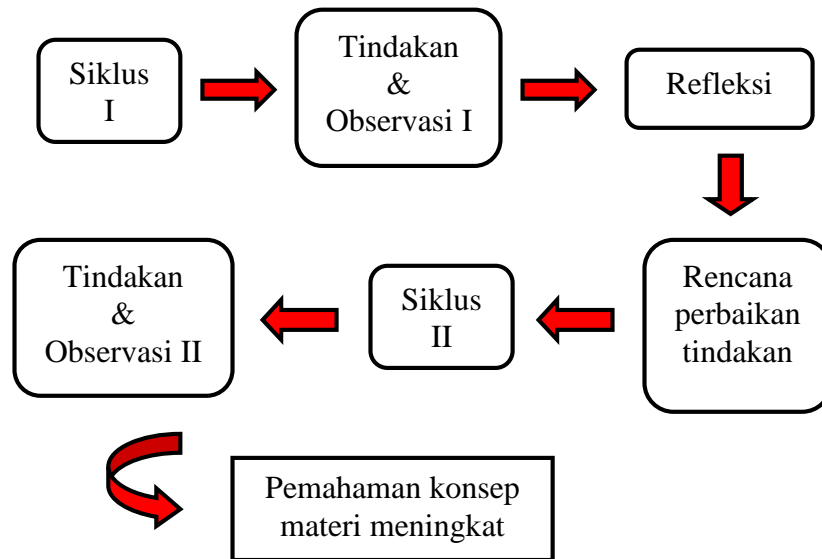 Siklus
I
Tindakan
&
Observasi I
Refleksi
Rencana
perbaikan
tindakan
Siklus
II
Tindakan
&
Observasi II
Pemahaman konsep
materi meningkat